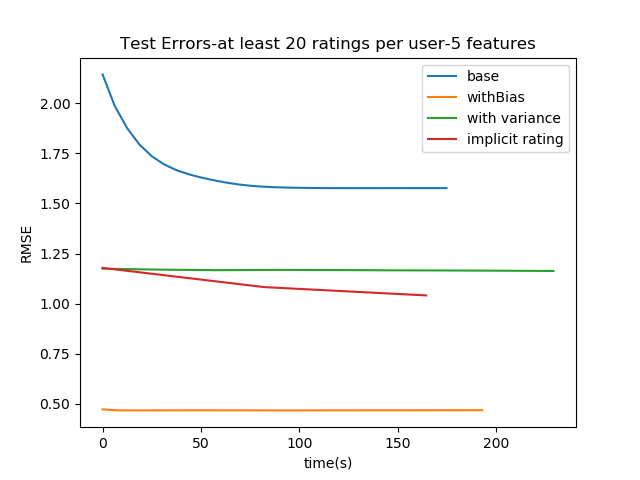 Test Errors-at least 20 ratings per user-5 features
base
withBias
with variance
implicit rating
RMSE
2.00
1.75
1.50
1.25
1.00
0.75
0.50
0 50 100 150 200
time(s)